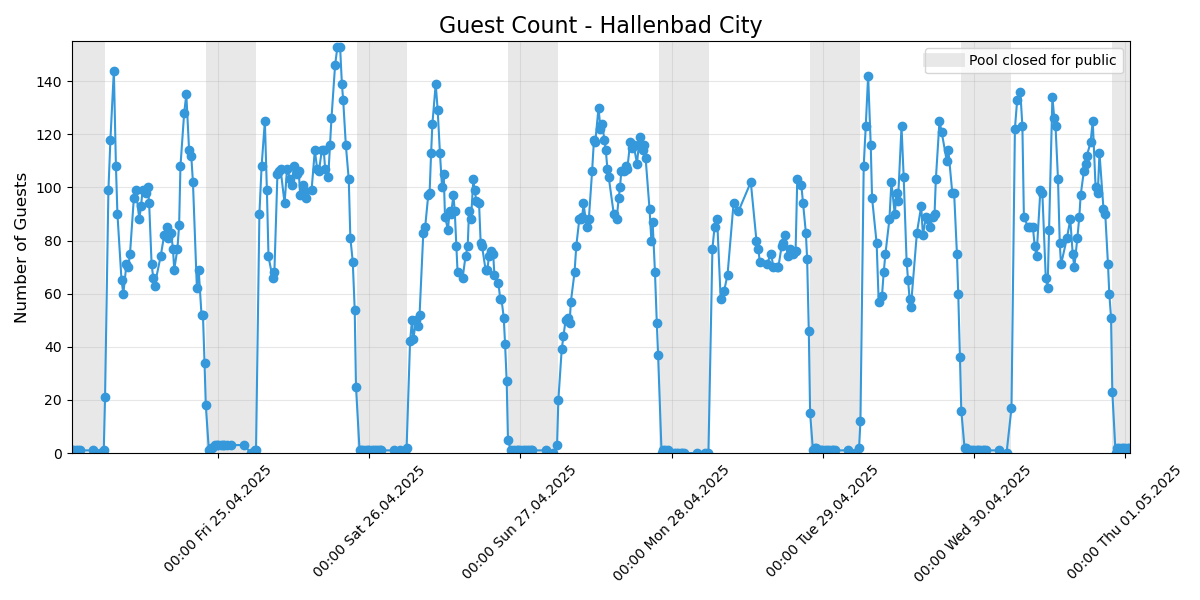 Guest Count - Hallenbad City
Number of Guests
140
120
100
80
60
40
20
0
Pool closed for public
00:00 Fri 25.04.2025
00:00 Sat 26.04.2025
00:00 Sun 27.04.2025
00:00 Mon 28.04.2025
00:00 Tue 29.04.2025
00:00 Wed 30.04.2025
00:00 Thu 01.05.2025